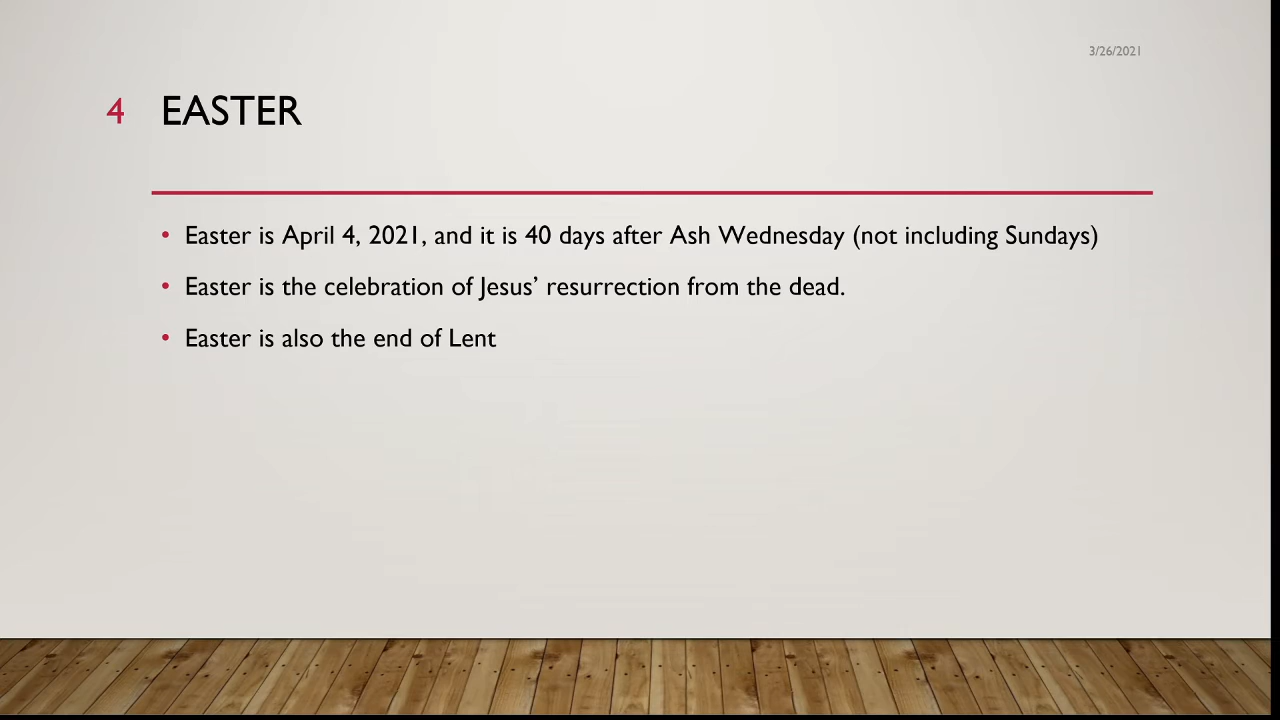 3/26/2021
4 EASTER
• Easter is April 4, 2021, and it is 40 days after Ash Wednesday (not including Sundays)
• Easter is the celebration of Jesus’ resurrection from the dead.
• Easter is also the end of Lent